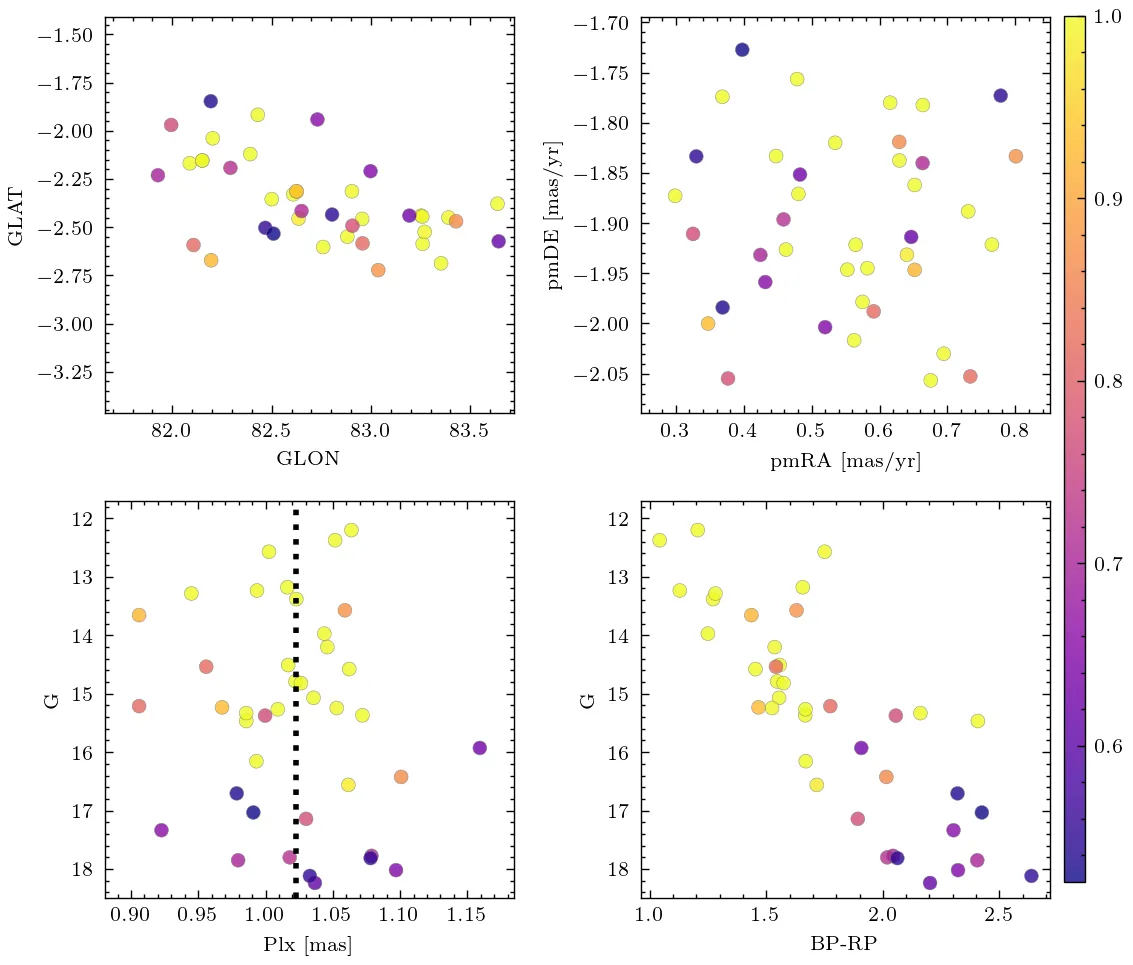 −1.50
−1.75
−2.00
−2.25
−2.50
−2.75
−3.00
−3.25
GLAT
82.0 82.5 83.0 83.5
GLON
−1.70
−1.75
−1.80
−1.85
−1.90
−1.95
−2.00
−2.05
pmDE [mas/yr]
0.3 0.4 0.5 0.6 0.7 0.8
pmRA [mas/yr]
1.0
0.9
0.8
0.7
0.6
12
13
14
15
16
17
18
G
0.90 0.95 1.00 1.05 1.10 1.15
Plx [mas]
12
13
14
15
16
17
18
G
1.0 1.5 2.0 2.5
BP-RP